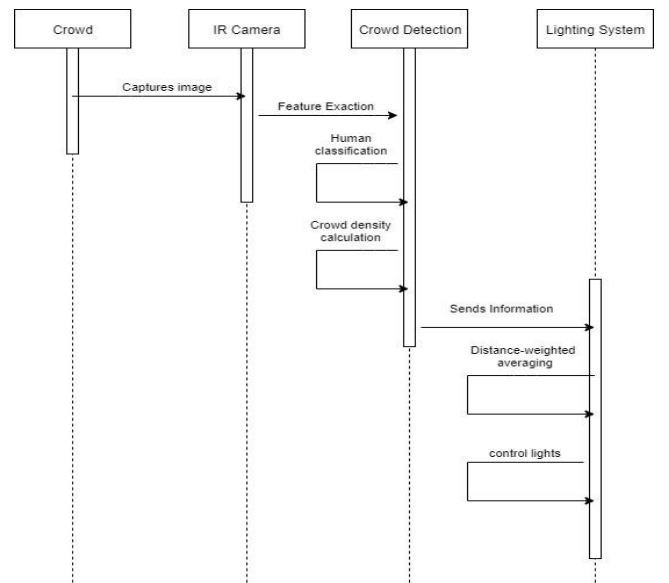 Crowd
IR Camera
Crowd Detection
Lighting System
Captures image
Feature Exaction
Human
classification
Crowd density
calculation
Sends Information
Distance-weighted
averaging
control lights